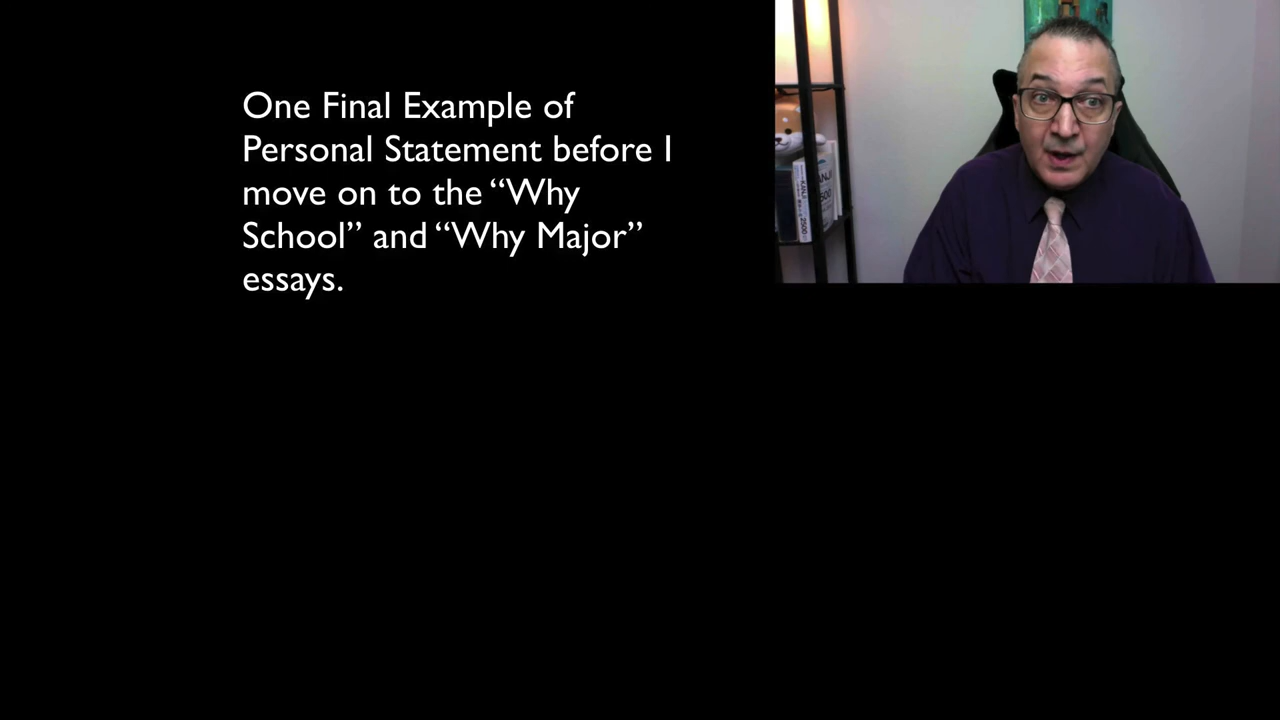 One Final Example of
Personal Statement before I
move on to the “Why
School” and “Why Major”
essays.